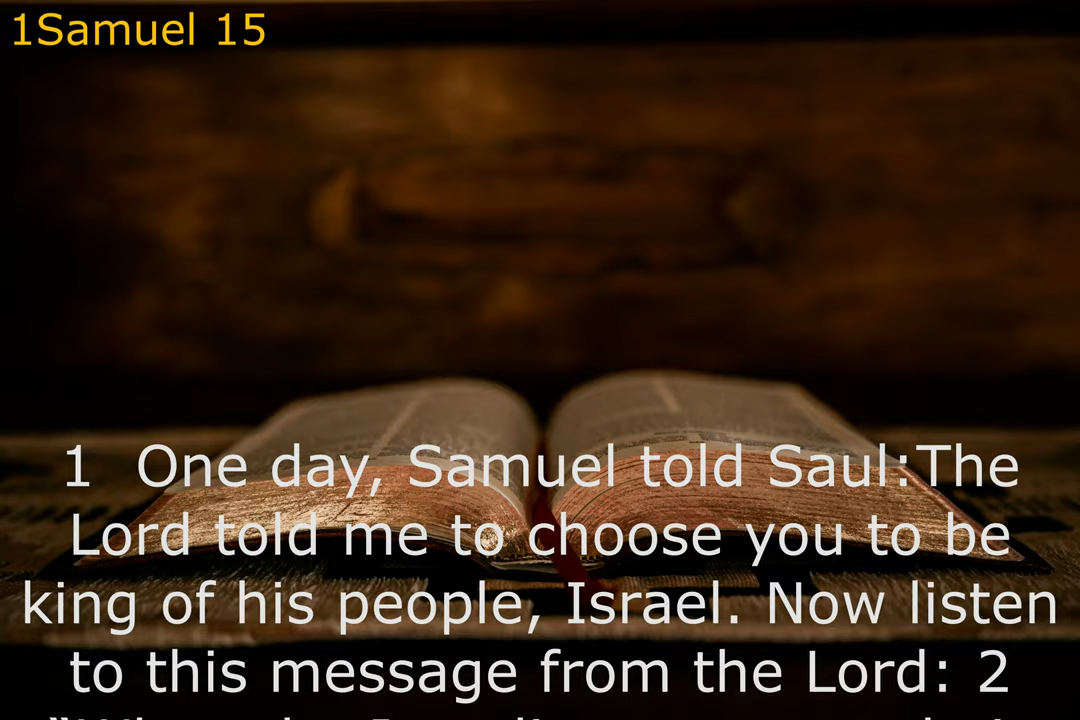 1Samuel 15
1 One day, Samuel told Saul:The
Lord told me to choose you to be
king of his people, Israel. Now listen
to this message from the Lord: 2